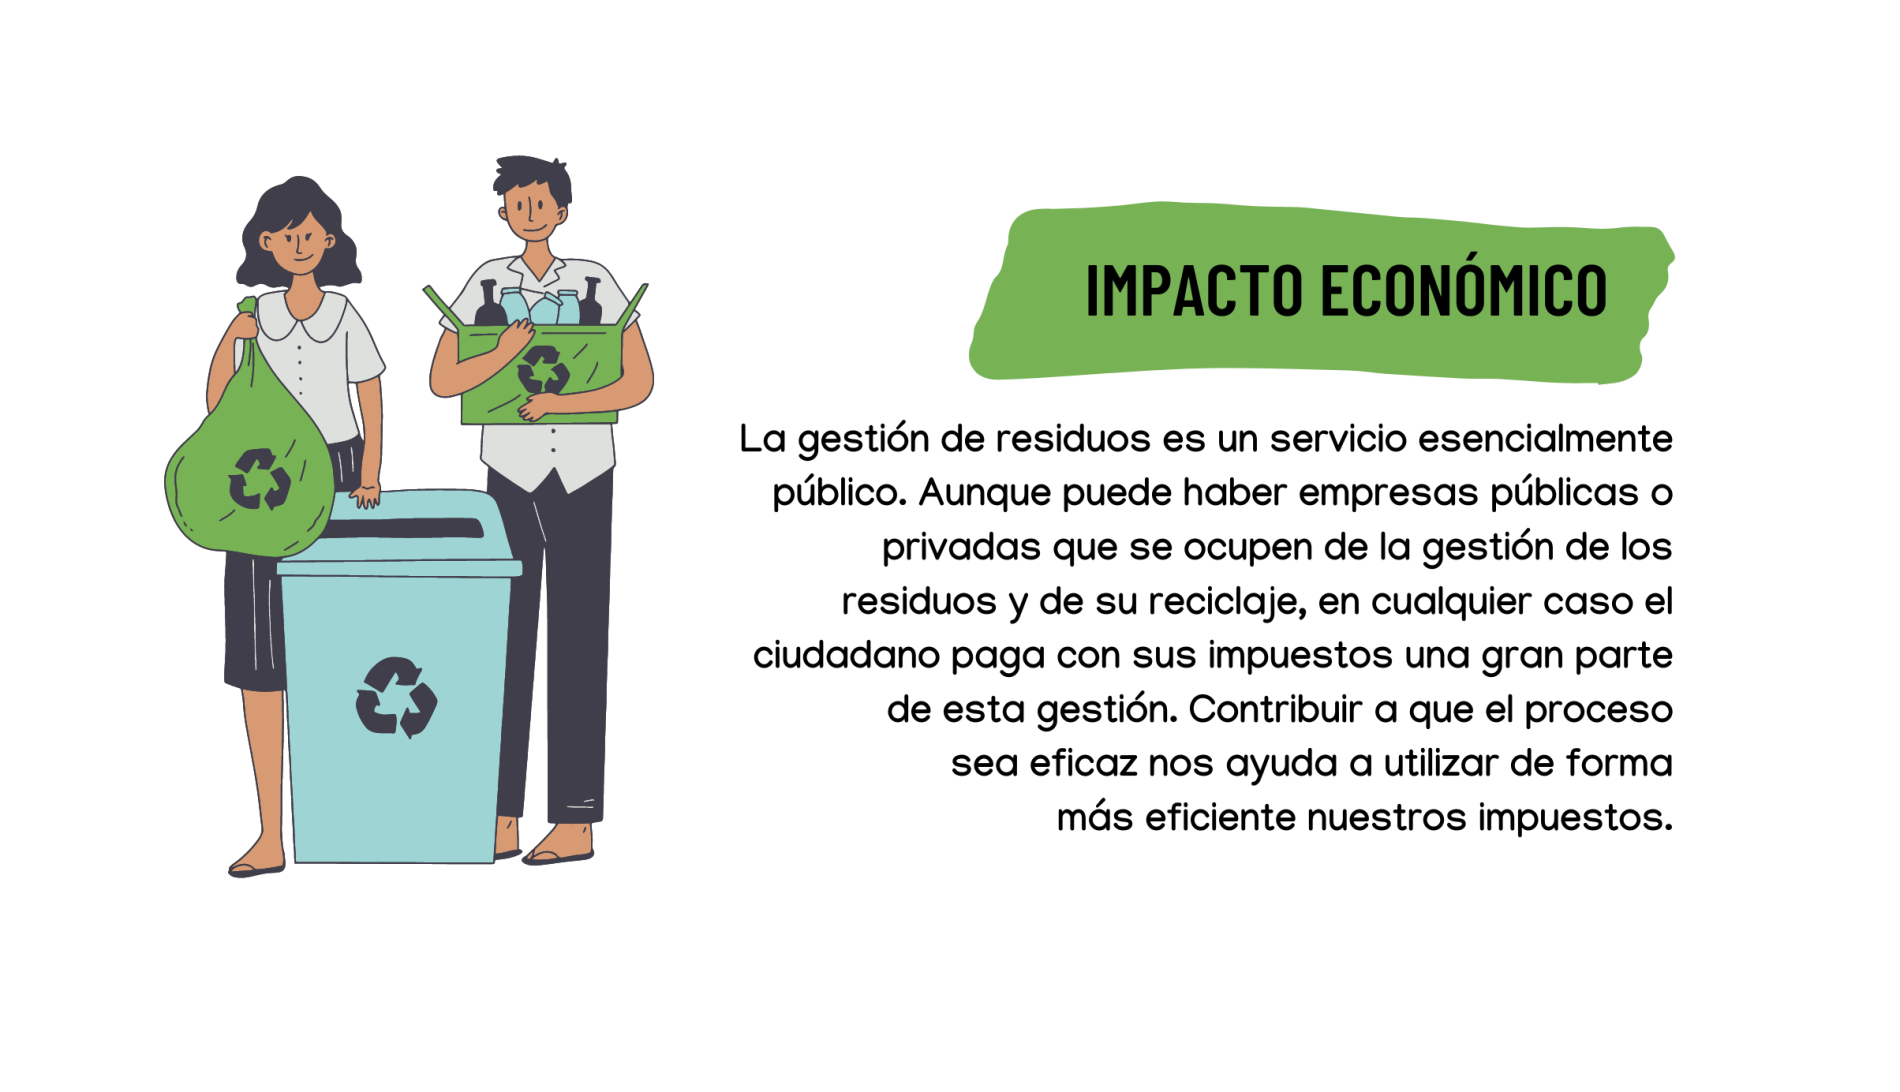 IMPACTO ECONÓMICO
La gestión de residuos es un servicio esencialmente
público. Aunque puede haber empresas públicas o
privadas que se ocupen de la gestión de los
residuos y de su reciclaje, en cualquier caso el
ciudadano paga con sus impuestos una gran parte
de esta gestión. Contribuir a que el proceso
sea eficaz nos ayuda a utilizar de forma
más eficiente nuestros impuestos.